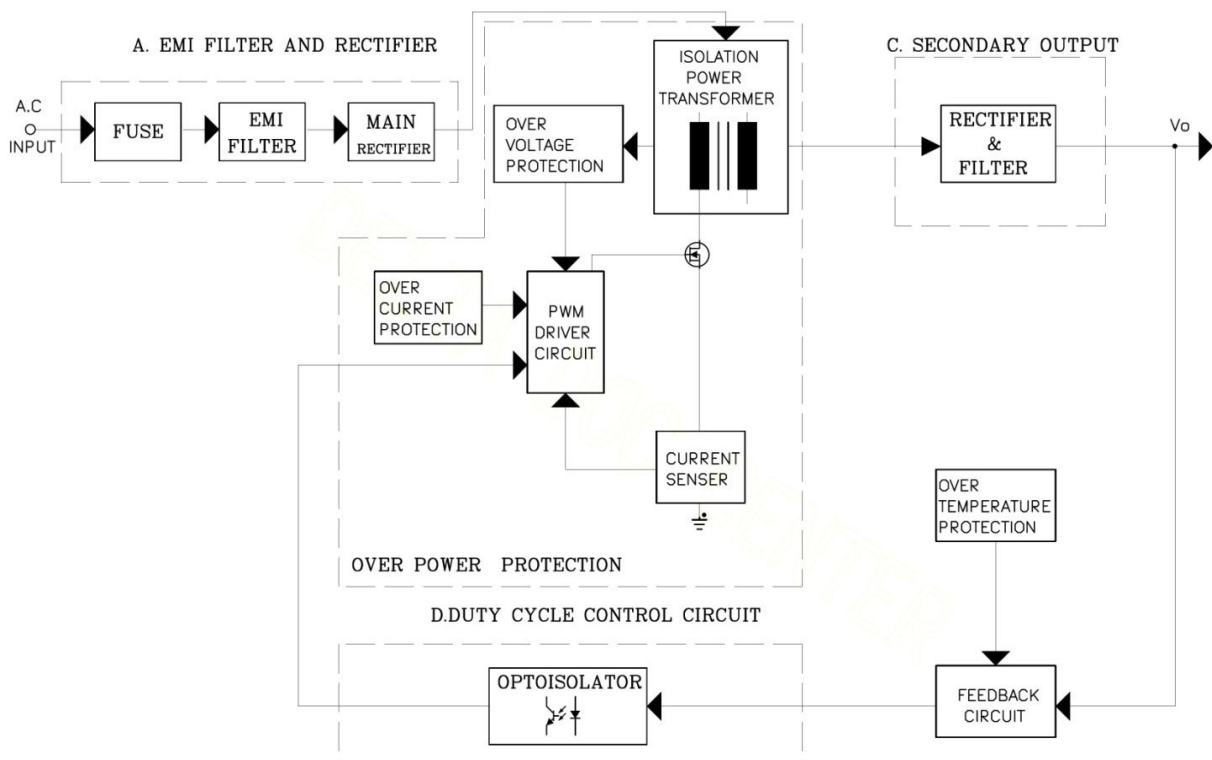 A. EMI FILTER AND RECTIFIER
C. SECONDARY OUTPUT
A.C
INPUT
FUSE
EMI
FILTER
MAIN
RECTIFIER
OVER
VOLTAGE
PROTECTION
ISOLATION
POWER
TRANSFORMER
RECTIFIER
&
FILTER
Vo
OVER
CURRENT
PROTECTION
PWM
DRIVER
CIRCUIT
CURRENT
SENSER
OVER
TEMPERATURE
PROTECTION
OVER POWER PROTECTION
D.DUTY CYCLE CONTROL CIRCUIT
OPTOISOLATOR
FEEDBACK
CIRCUIT